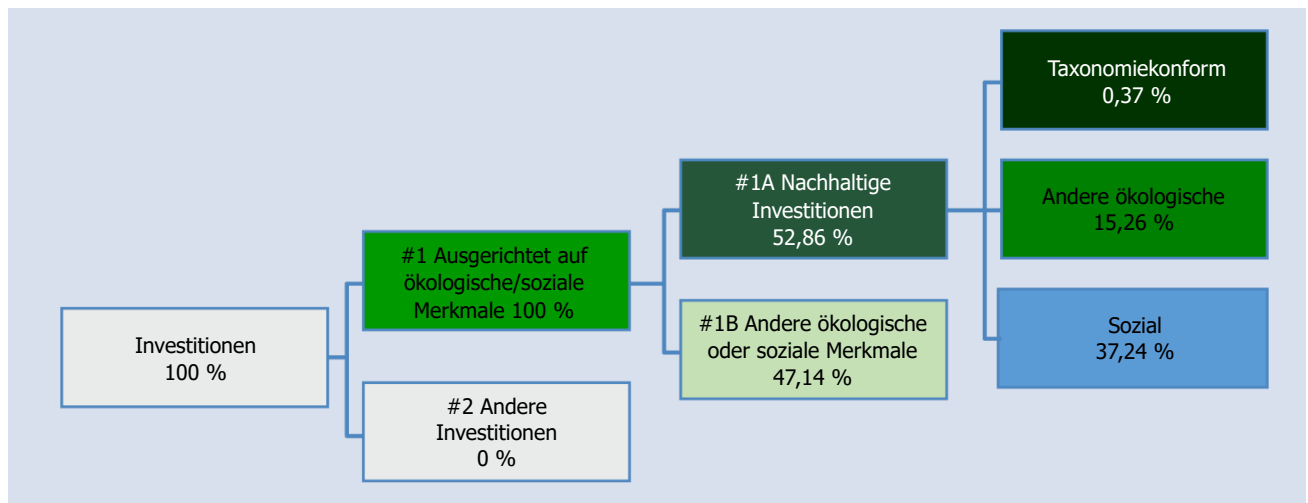 Investitionen
100 %
#1 Ausgerichtet auf
ökologische/soziale
Merkmale 100 %
#2 Andere
Investitionen
0 %
#1A Nachhaltige
Investitionen
52,86 %
#1B Andere ökologische
oder soziale Merkmale
47,14 %
Taxonomiekonform
0,37 %
Andere ökologische
15,26 %
Sozial
37,24 %